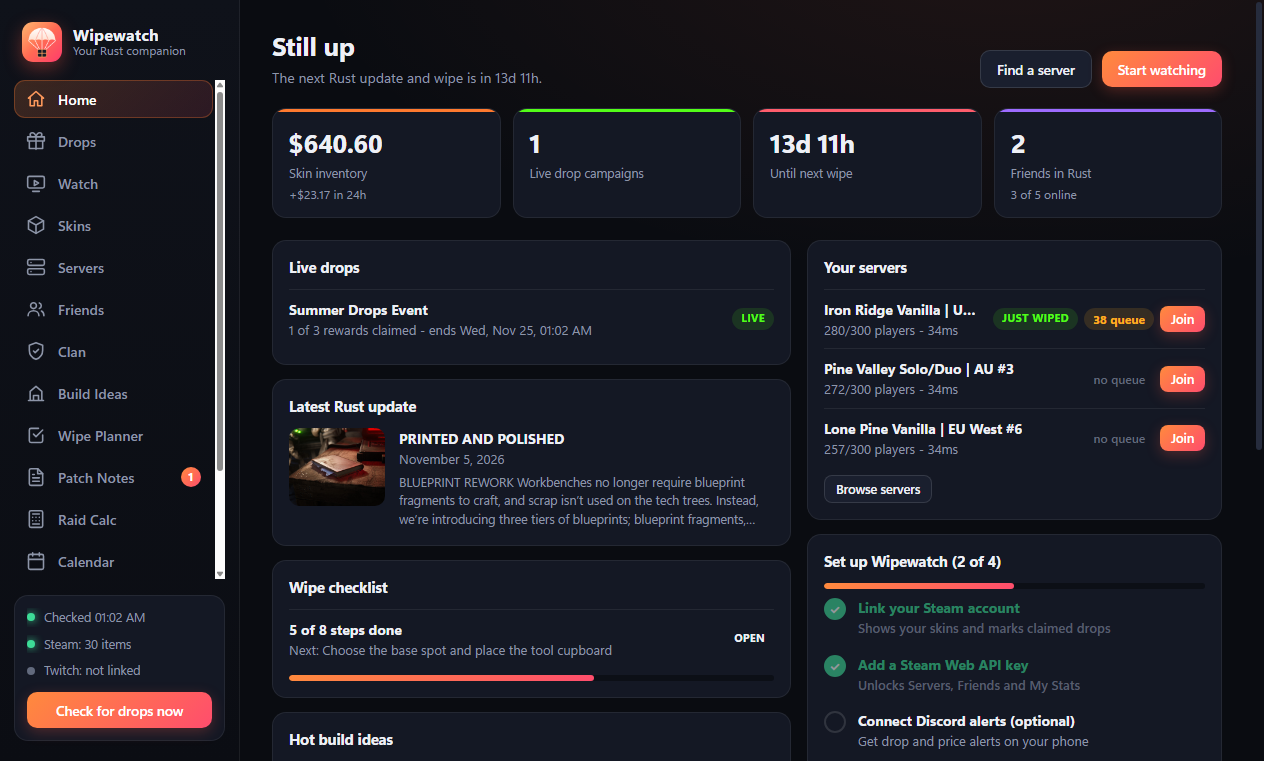 Wipewatch
Your Rust companion
Home
Drops
Watch
Skins
Servers
Friends
Clan
Build Ideas
Wipe Planner
Patch Notes
1
Raid Calc
Calendar
Checked 01:02 AM
Steam: 30 items
Twitch: not linked
Check for drops now
Still up
The next Rust update and wipe is in 13d 11h.
Find a server
Start watching
$640.60
Skin inventory
+$23.17 in 24h
1
Live drop campaigns
13d 11h
Until next wipe
2
Friends in Rust
3 of 5 online
Live drops
Summer Drops Event
1 of 3 rewards claimed - ends Wed, Nov 25, 01:02 AM
LIVE
Latest Rust update
PRINTED AND POLISHED
November 5, 2026
BLUEPRINT REWORK Workbenches no longer require blueprint
fragments to craft, and scrap isn't used on the tech trees. Instead,
we're introducing three tiers of blueprints; blueprint fragments,...
Wipe checklist
5 of 8 steps done
Next: Choose the base spot and place the tool cupboard
OPEN
Hot build ideas
Your servers
Iron Ridge Vanilla | U...
280/300 players - 34ms
JUST WIPED
38 queue
Join
Pine Valley Solo/Duo | AU #3
272/300 players - 34ms
no queue
Join
Lone Pine Vanilla | EU West #6
257/300 players - 34ms
no queue
Join
Browse servers
Set up Wipewatch (2 of 4)
Link your Steam account
Shows your skins and marks claimed drops
Add a Steam Web API key
Unlocks Servers, Friends and My Stats
Connect Discord alerts (optional)
Get drop and price alerts on your phone